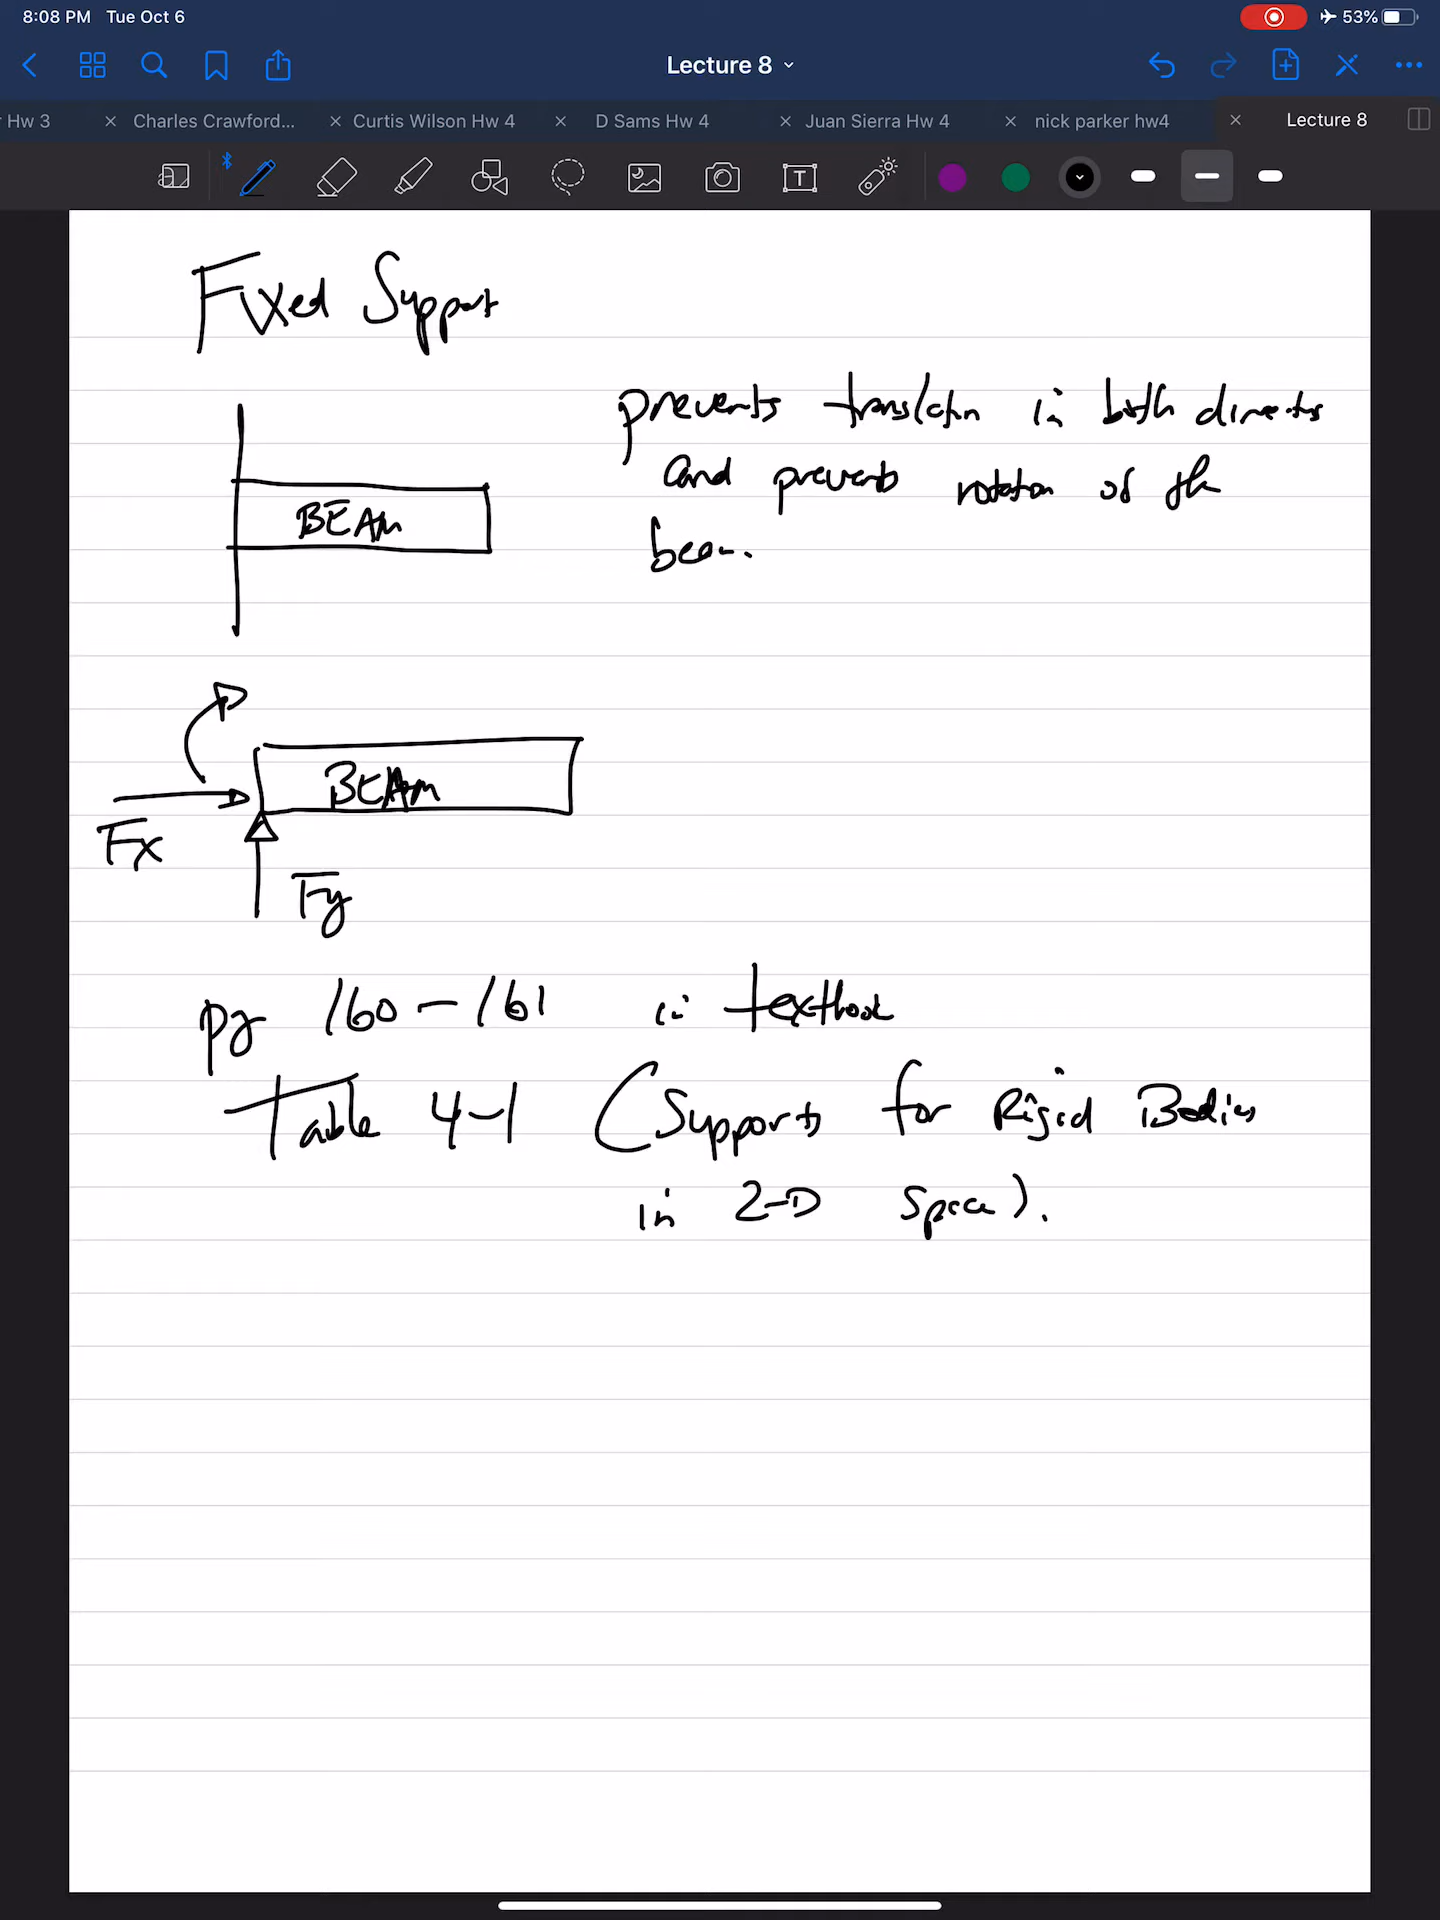 8:08 PM Tue Oct 6
53%
Lecture 8
r Hw 3
Charles Crawford...
Curtis Wilson Hw 4
D Sams Hw 4
Juan Sierra Hw 4
nick parker hw4
Lecture 8
T
Fixed Support
prevents translation in both directions
and prevents rotation of the
beam.
BEAM
BEAM
Fx
Fy
pg 160-161 in textbook
Table 4-1 (Supports for Rigid Bodies
in 2-D Space).